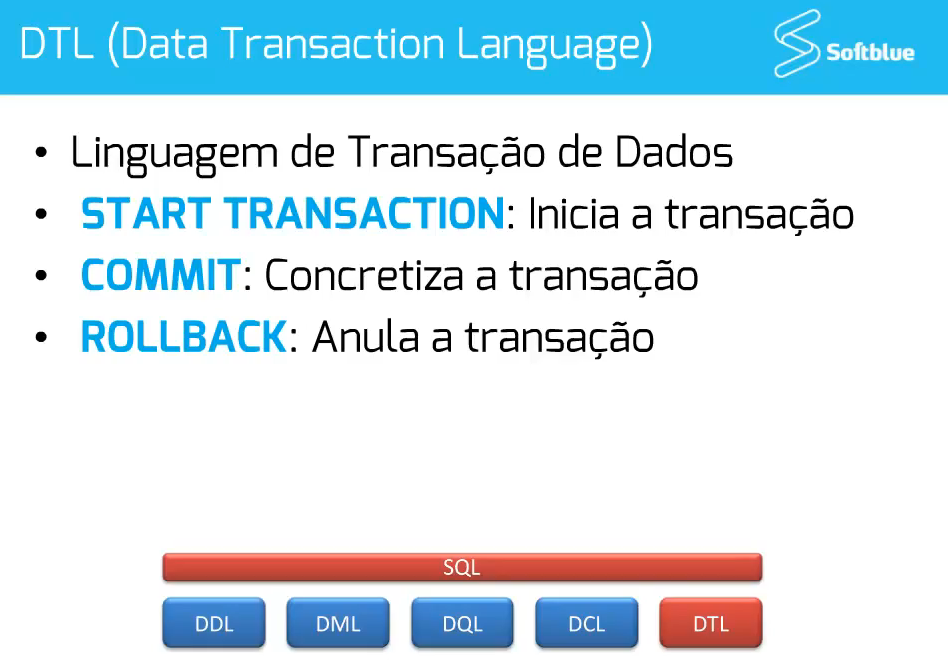 DTL (Data Transaction Language)
Softblue
• Linguagem de Transação de Dados
• START TRANSACTION: Inicia a transação
• COMMIT: Concretiza a transação
• ROLLBACK: Anula a transação
SQL
DDL DML DQL DCL DTL